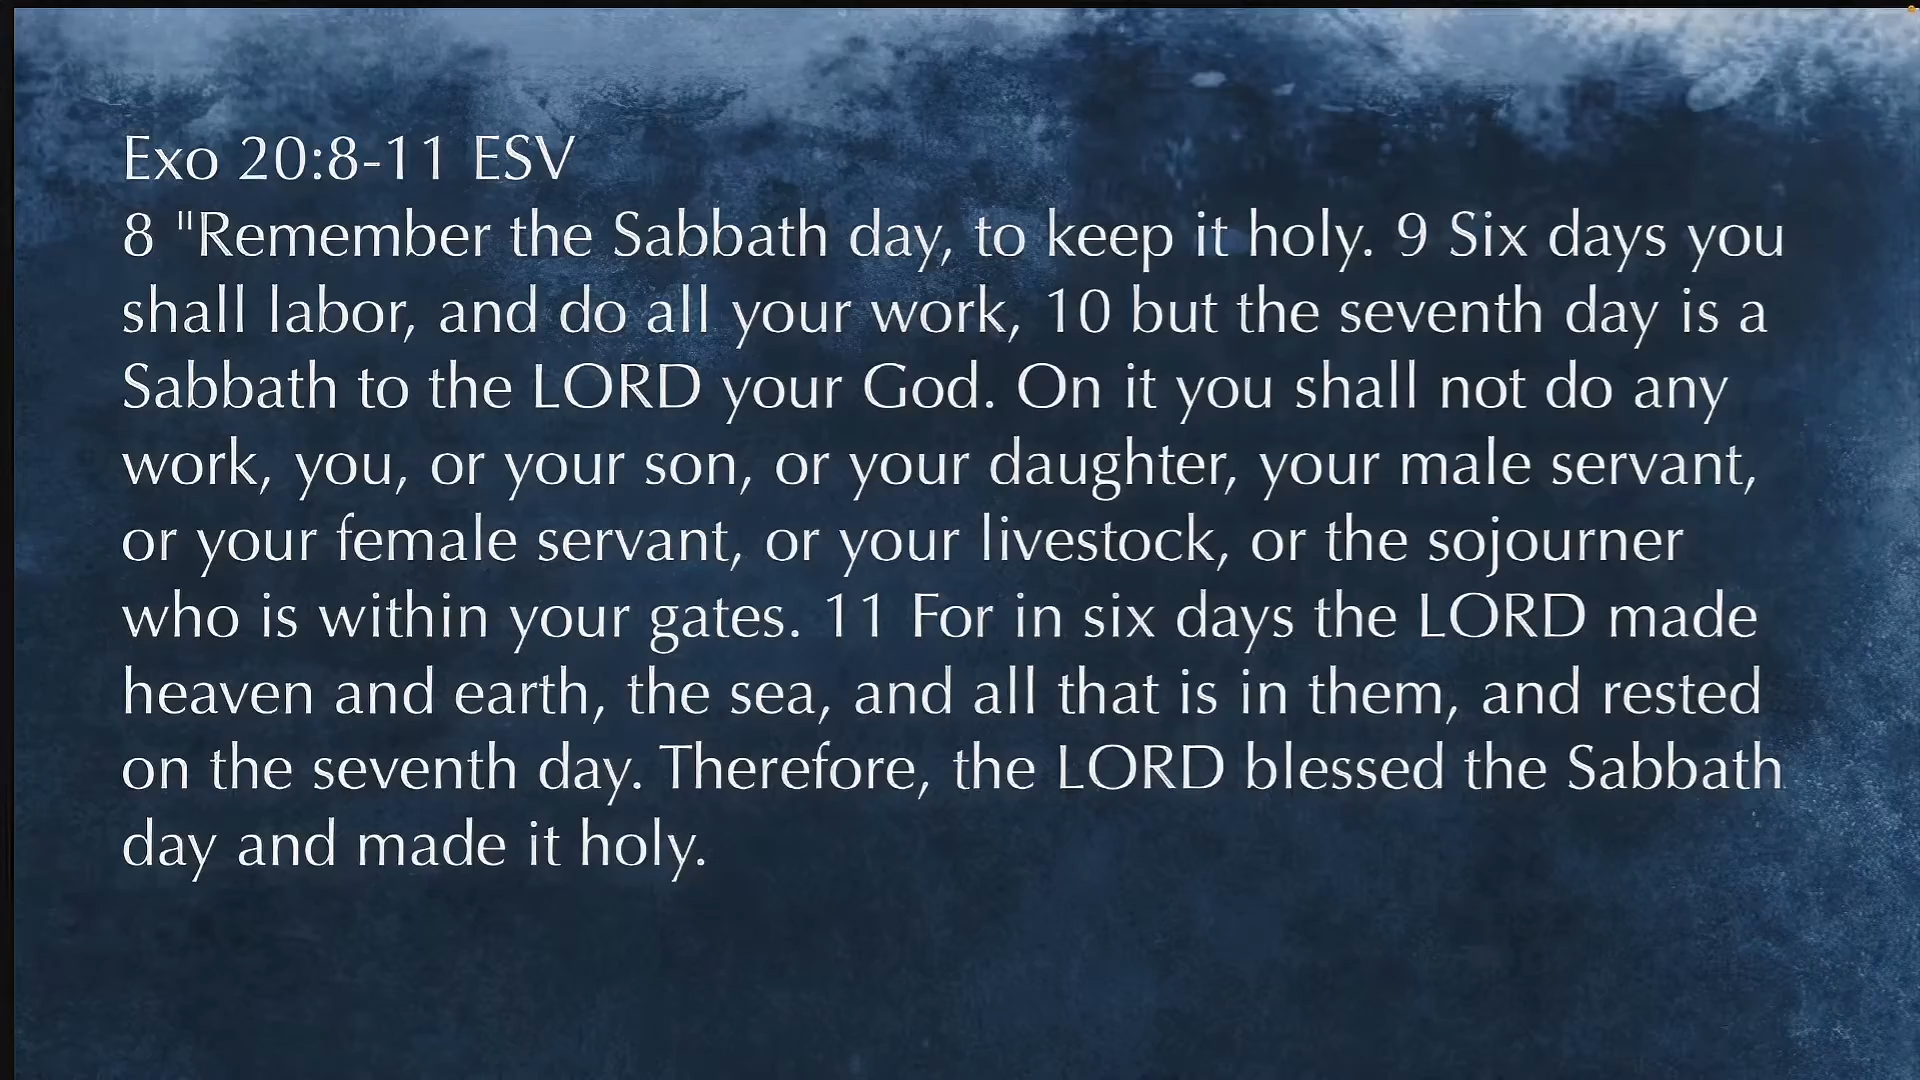 Exo 20:8-11 ESV
8 "Remember the Sabbath day, to keep it holy. 9 Six days you
shall labor, and do all your work, 10 but the seventh day is a
Sabbath to the LORD your God. On it you shall not do any
work, you, or your son, or your daughter, your male servant,
or your female servant, or your livestock, or the sojourner
who is within your gates. 11 For in six days the LORD made
heaven and earth, the sea, and all that is in them, and rested
on the seventh day. Therefore, the LORD blessed the Sabbath
day and made it holy.